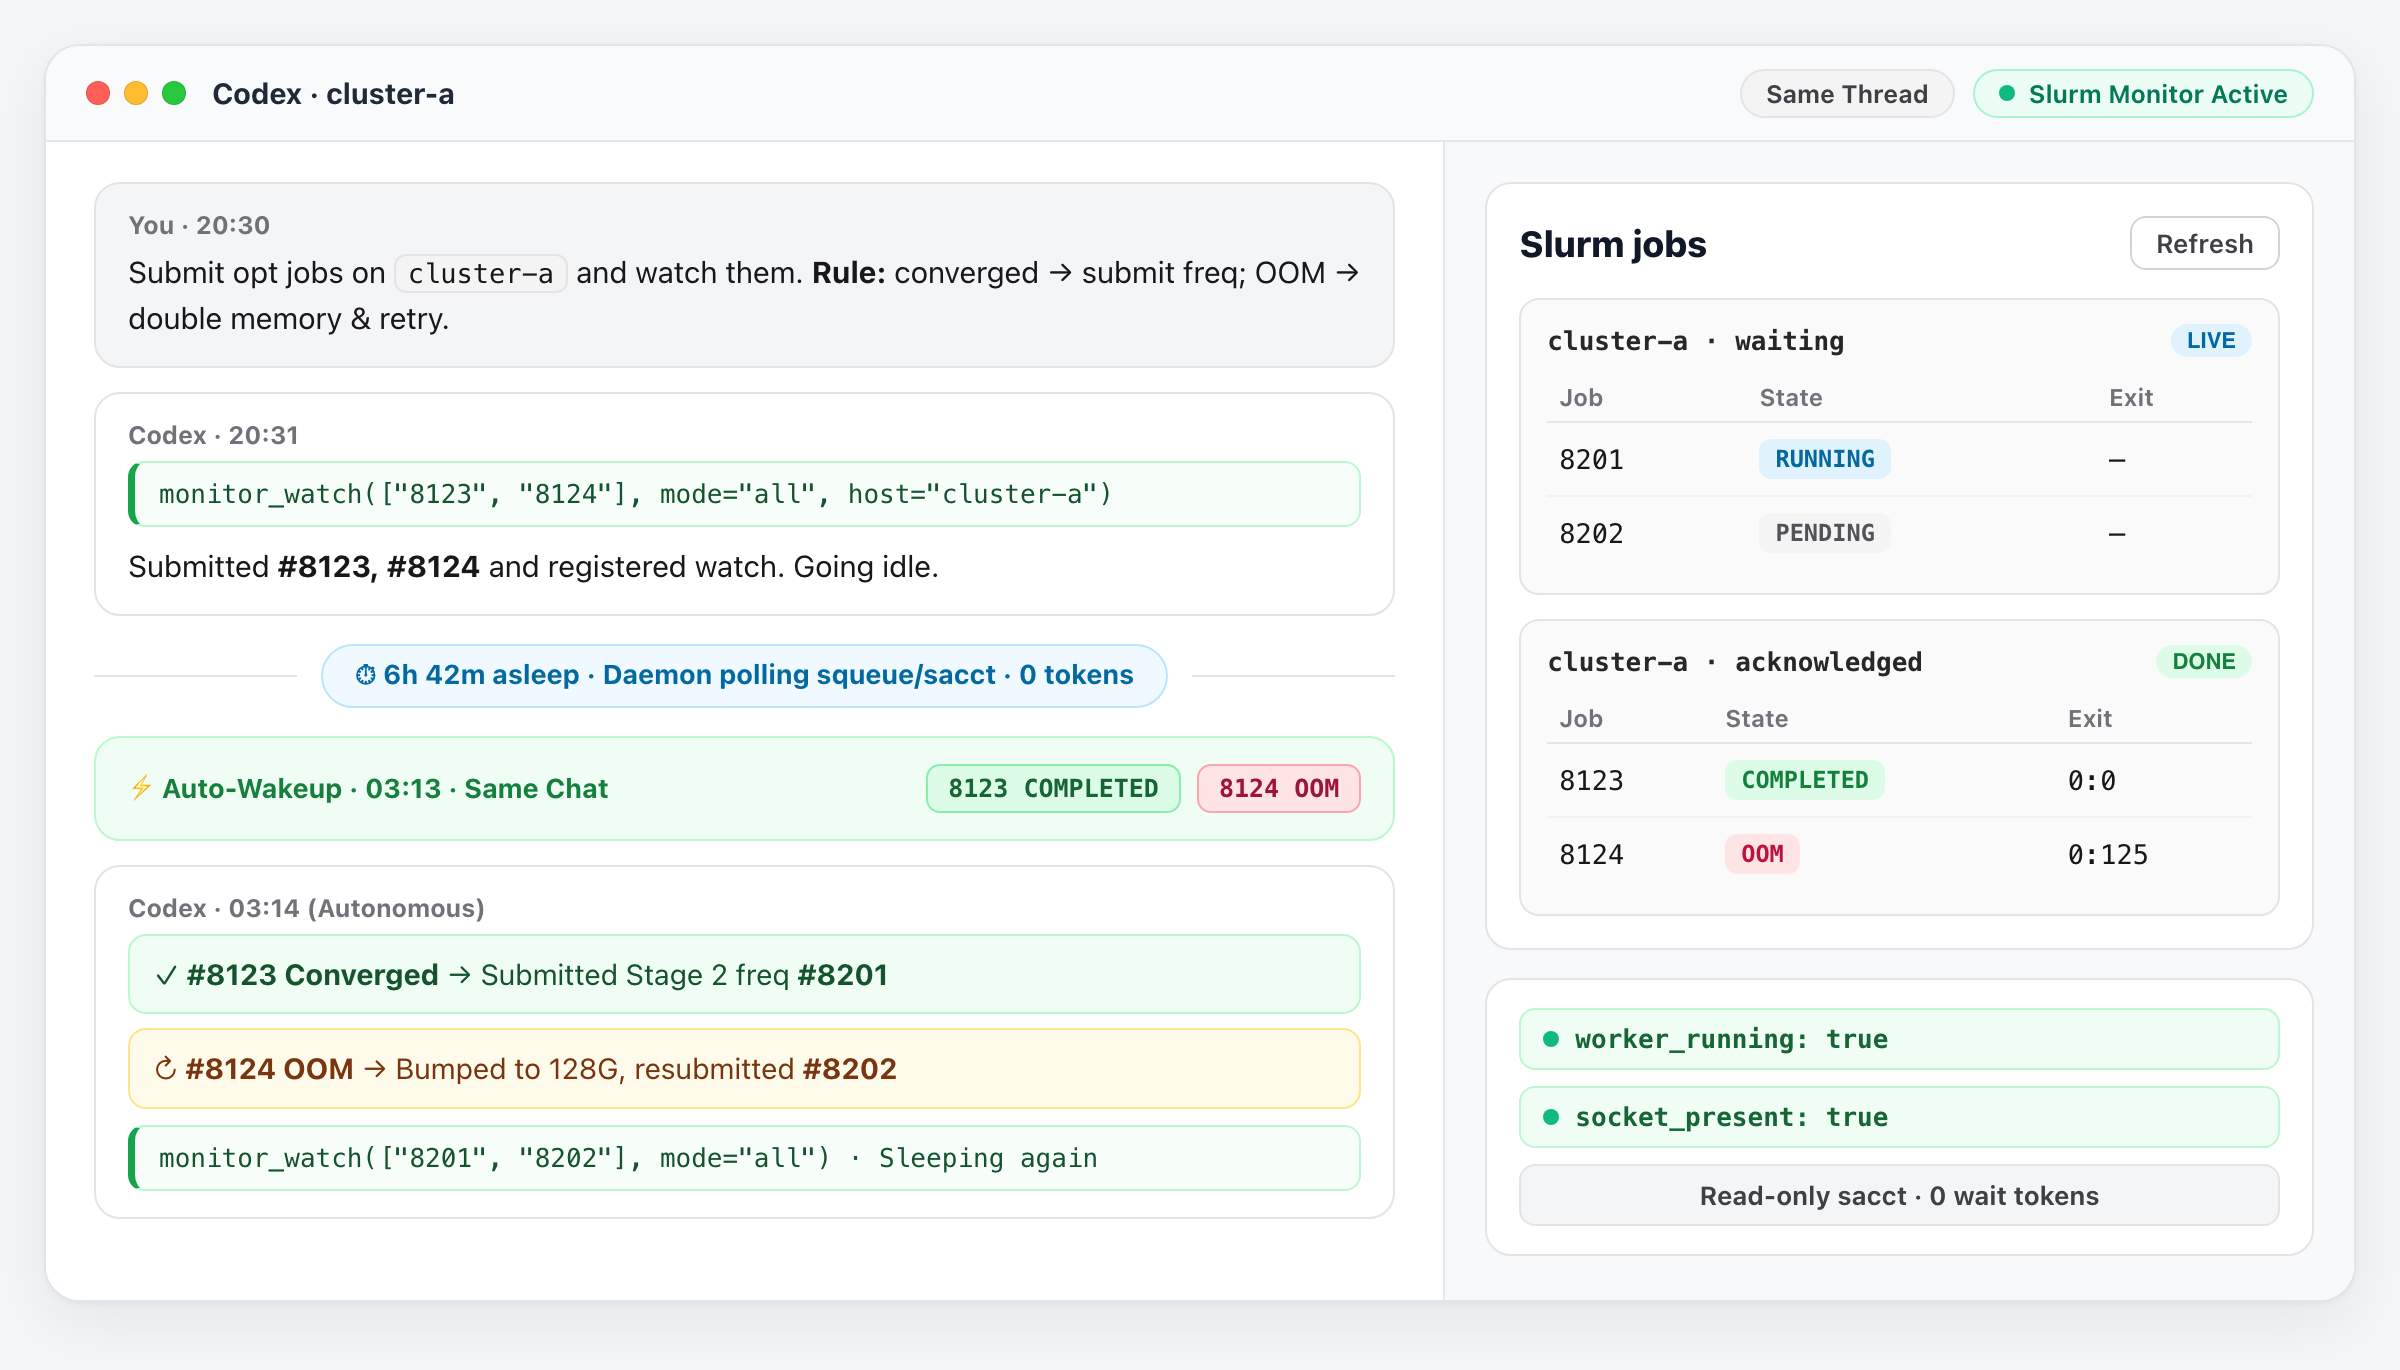 Codex · cluster-a
Same Thread
Slurm Monitor Active
You · 20:30
Submit opt jobs on cluster-a and watch them. Rule: converged → submit freq; OOM →
double memory & retry.
Codex · 20:31
monitor_watch(["8123", "8124"], mode="all", host="cluster-a")
Submitted #8123, #8124 and registered watch. Going idle.
⏱ 6h 42m asleep · Daemon polling squeue/sacct · 0 tokens
⚡ Auto-Wakeup · 03:13 · Same Chat
8123 COMPLETED
8124 OOM
Codex · 03:14 (Autonomous)
✓ #8123 Converged → Submitted Stage 2 freq #8201
↻ #8124 OOM → Bumped to 128G, resubmitted #8202
monitor_watch(["8201", "8202"], mode="all") · Sleeping again
Slurm jobs
Refresh
cluster-a · waiting
LIVE
Job State Exit
8201 RUNNING —
8202 PENDING —
cluster-a · acknowledged
DONE
Job State Exit
8123 COMPLETED 0:0
8124 OOM 0:125
worker_running: true
socket_present: true
Read-only sacct · 0 wait tokens